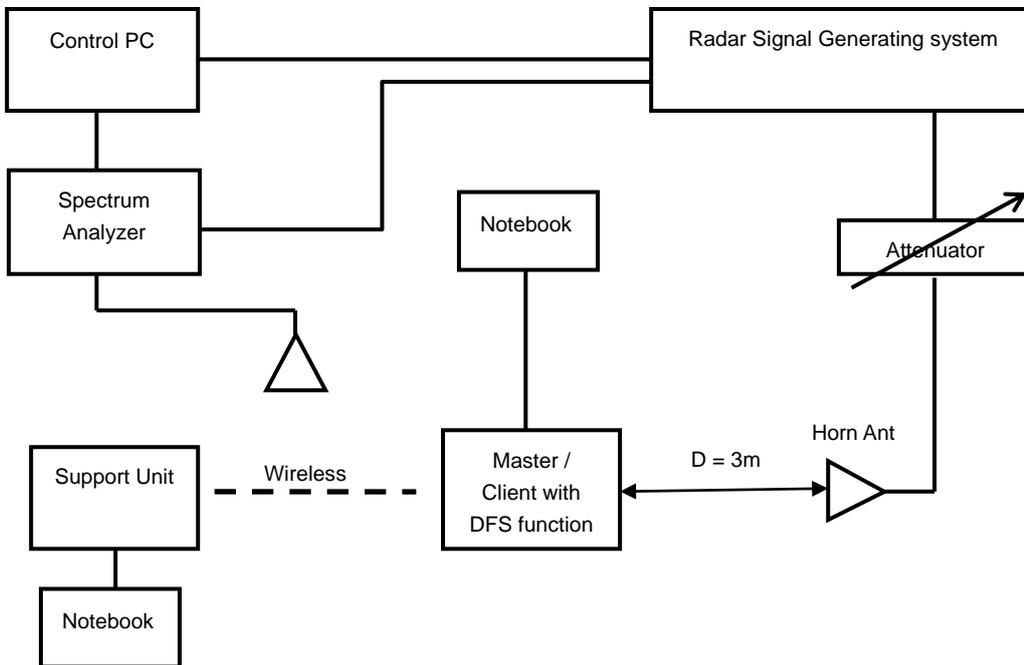 Control PC
Radar Signal Generating system
Spectrum
Analyzer
Notebook
Attenuator
Horn Ant
D = 3m
Master /
Client with
DFS function
Wireless
Support Unit
Notebook